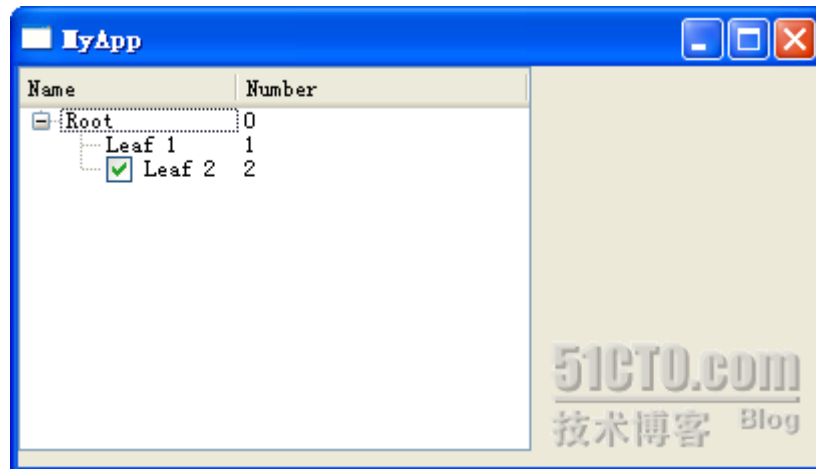 MyApp
Name Number
Root 0
Leaf 1 1
Leaf 2 2
51CTO.com
技术博客 Blog